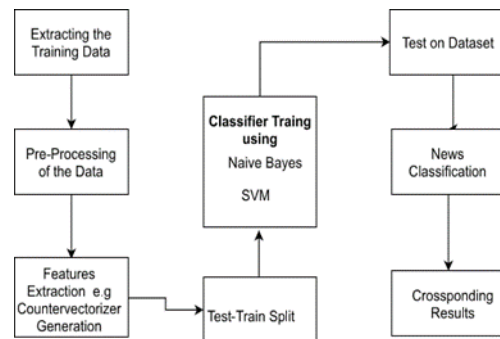 Extracting the
Training Data
Pre-Processing
of the Data
Features
Extraction e.g
Countervectorizer
Generation
Test-Train Split
Classifier Traing
using
Naive Bayes
SVM
Test on Dataset
News
Classification
Crossponding
Results